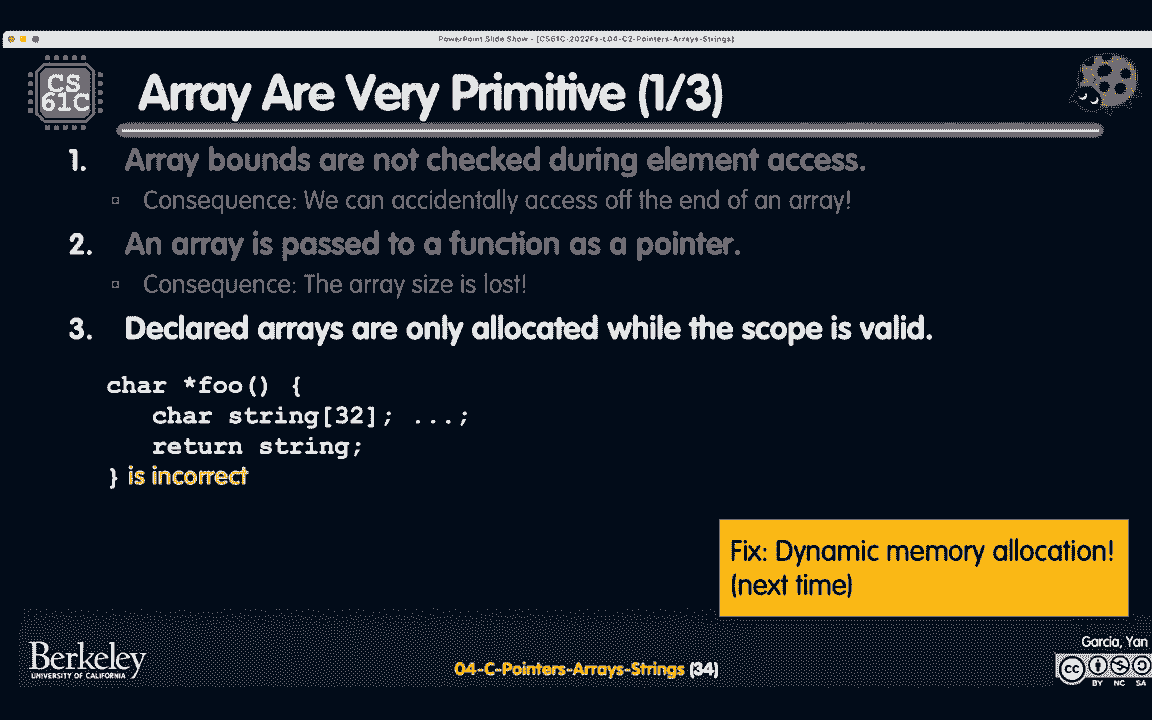 PowerPoint Slide Show - [CS61C-2022Fa-L04-C2-Pointers-Arrays-Strings]
CS
61C
Array Are Very Primitive (1/3)
1. Array bounds are not checked during element access.
▫ Consequence: We can accidentally access off the end of an array!
2. An array is passed to a function as a pointer.
▫ Consequence: The array size is lost!
3. Declared arrays are only allocated while the scope is valid.
char *foo() {
char string[32]; ...;
return string;
} is incorrect
Fix: Dynamic memory allocation!
(next time)
Berkeley
UNIVERSITY OF CALIFORNIA
04-C-Pointers-Arrays-Strings (34)
Garcia, Yan
cc
BY NC SA